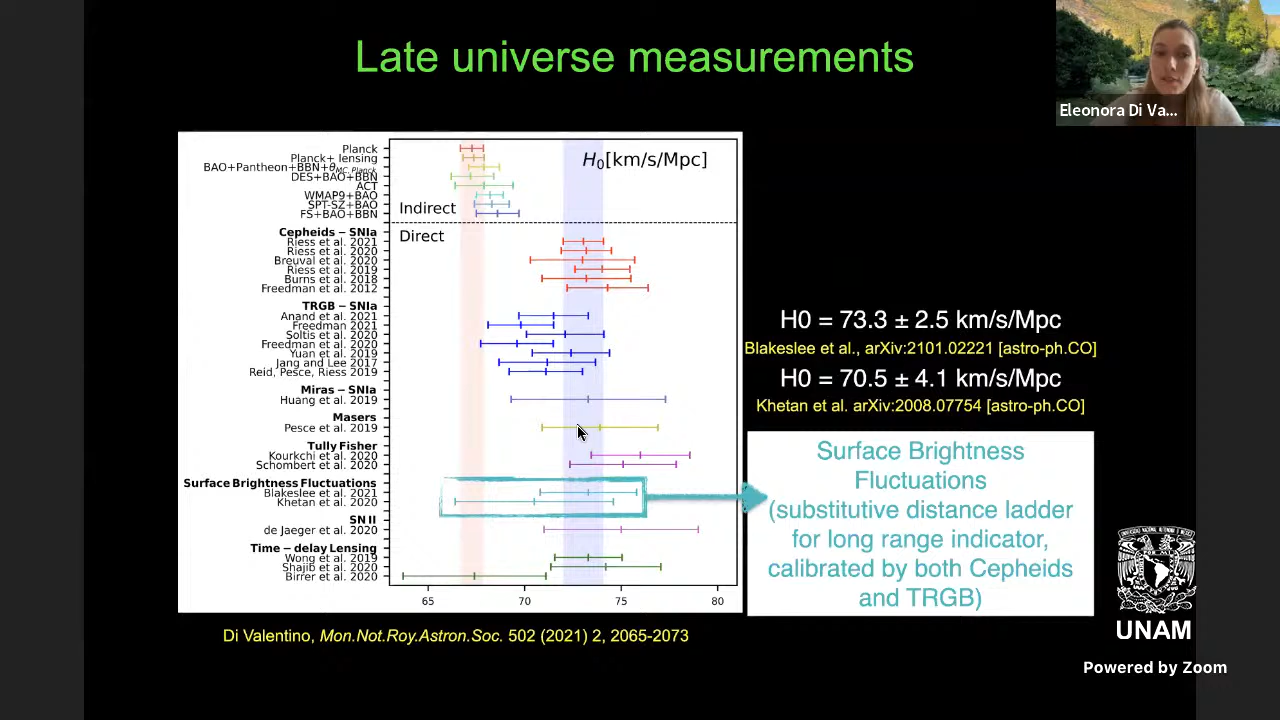 Late universe measurements
Eleonora Di Va...
H0[km/s/Mpc]
Planck
Planck+ lensing
BAO+Pantheon+BBN+θMC, Planck
DES+BAO+BBN
ACT
WMAP9+BAO
SPT-SZ+BAO
FS+BAO+BBN
Indirect
Direct
Cepheids – SNIa
Riess et al. 2021
Riess et al. 2020
Breuval et al. 2020
Riess et al. 2019
Burns et al. 2018
Freedman et al. 2012
TRGB – SNIa
Anand et al. 2021
Freedman 2021
Soltis et al. 2020
Freedman et al. 2020
Yuan et al. 2019
Jang and Lee 2017
Reid, Pesce, Riess 2019
Miras – SNIa
Huang et al. 2019
Masers
Pesce et al. 2019
Tully Fisher
Kourkchi et al. 2020
Schombert et al. 2020
Surface Brightness Fluctuations
Blakeslee et al. 2021
Khetan et al. 2020
SN II
de Jaeger et al. 2020
Time – delay Lensing
Wong et al. 2019
Shajib et al. 2020
Birrer et al. 2020
65 70 75 80
Di Valentino, Mon.Not.Roy.Astron.Soc. 502 (2021) 2, 2065-2073
H0 = 73.3 ± 2.5 km/s/Mpc
Blakeslee et al., arXiv:2101.02221 [astro-ph.CO]
H0 = 70.5 ± 4.1 km/s/Mpc
Khetan et al. arXiv:2008.07754 [astro-ph.CO]
Surface Brightness
Fluctuations
(substitutive distance ladder
for long range indicator,
calibrated by both Cepheids
and TRGB)
UNAM
Powered by Zoom